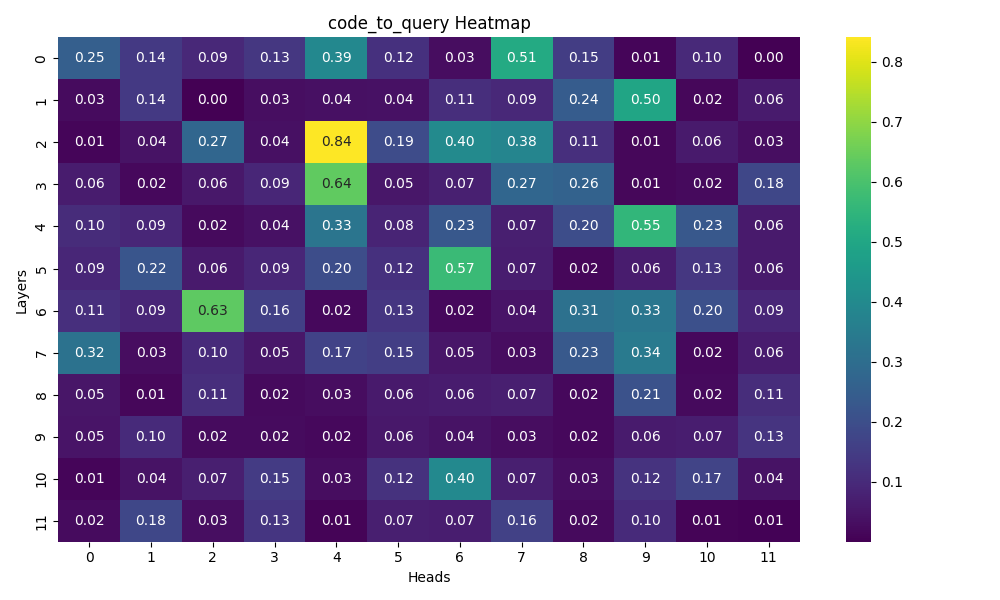 code_to_query Heatmap
0 0.25 0.14 0.09 0.13 0.39 0.12 0.03 0.51 0.15 0.01 0.10 0.00
1 0.03 0.14 0.00 0.03 0.04 0.04 0.11 0.09 0.24 0.50 0.02 0.06
2 0.01 0.04 0.27 0.04 0.84 0.19 0.40 0.38 0.11 0.01 0.06 0.03
3 0.06 0.02 0.06 0.09 0.64 0.05 0.07 0.27 0.26 0.01 0.02 0.18
4 0.10 0.09 0.02 0.04 0.33 0.08 0.23 0.07 0.20 0.55 0.23 0.06
5 0.09 0.22 0.06 0.09 0.20 0.12 0.57 0.07 0.02 0.06 0.13 0.06
6 0.11 0.09 0.63 0.16 0.02 0.13 0.02 0.04 0.31 0.33 0.20 0.09
7 0.32 0.03 0.10 0.05 0.17 0.15 0.05 0.03 0.23 0.34 0.02 0.06
8 0.05 0.01 0.11 0.02 0.03 0.06 0.06 0.07 0.02 0.21 0.02 0.11
9 0.05 0.10 0.02 0.02 0.02 0.06 0.04 0.03 0.02 0.06 0.07 0.13
10 0.01 0.04 0.07 0.15 0.03 0.12 0.40 0.07 0.03 0.12 0.17 0.04
11 0.02 0.18 0.03 0.13 0.01 0.07 0.07 0.16 0.02 0.10 0.01 0.01
0 1 2 3 4 5 6 7 8 9 10 11
Heads
Layers
0.8
0.7
0.6
0.5
0.4
0.3
0.2
0.1